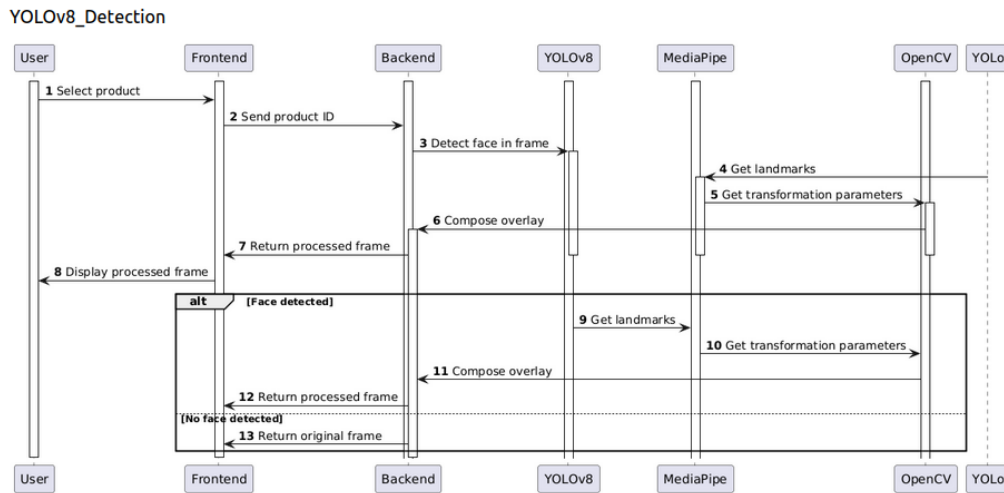 YOLOv8_Detection
User Frontend Backend YOLOv8 MediaPipe OpenCV YOLo
1 Select product
2 Send product ID
3 Detect face in frame
4 Get landmarks
5 Get transformation parameters
6 Compose overlay
7 Return processed frame
8 Display processed frame
alt [Face detected]
9 Get landmarks
10 Get transformation parameters
11 Compose overlay
12 Return processed frame
[No face detected]
13 Return original frame
User Frontend Backend YOLOv8 MediaPipe OpenCV YOLo